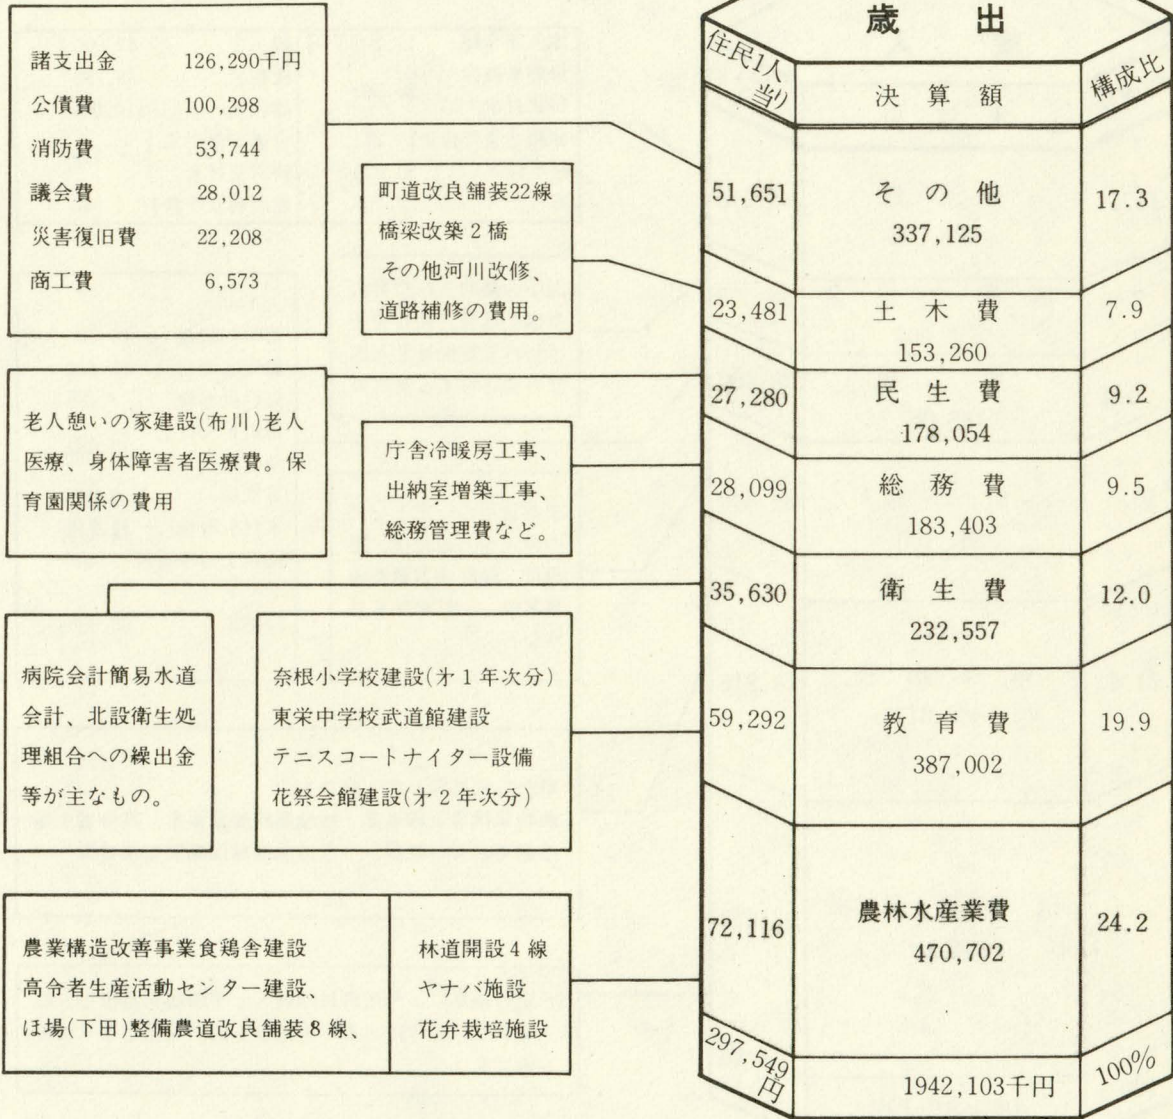 歳出
住民1人当り 決算額 構成比
51,651 その他 337,125 17.3
23,481 土木費 153,260 7.9
27,280 民生費 178,054 9.2
28,099 総務費 183,403 9.5
35,630 衛生費 232,557 12.0
59,292 教育費 387,002 19.9
72,116 農林水産業費 470,702 24.2
297,549円 1942,103千円 100%
諸支出金 126,290千円
公債費 100,298
消防費 53,744
議会費 28,012
災害復旧費 22,208
商工費 6,573
町道改良舗装22線
橋梁改築2橋
その他河川改修、
道路補修の費用。
老人憩いの家建設(布川)老人
医療、身体障害者医療費。保
育園関係の費用
庁舎冷暖房工事、
出納室増築工事、
総務管理費など。
病院会計簡易水道
会計、北設衛生処
理組合への繰出金
等が主なもの。
奈根小学校建設(才1年次分)
東栄中学校武道館建設
テニスコートナイター設備
花祭会館建設(才2年次分)
農業構造改善事業食鶏舎建設
高令者生産活動センター建設、
ほ場(下田)整備農道改良舗装8線、
林道開設4線
ヤナバ施設
花弁栽培施設